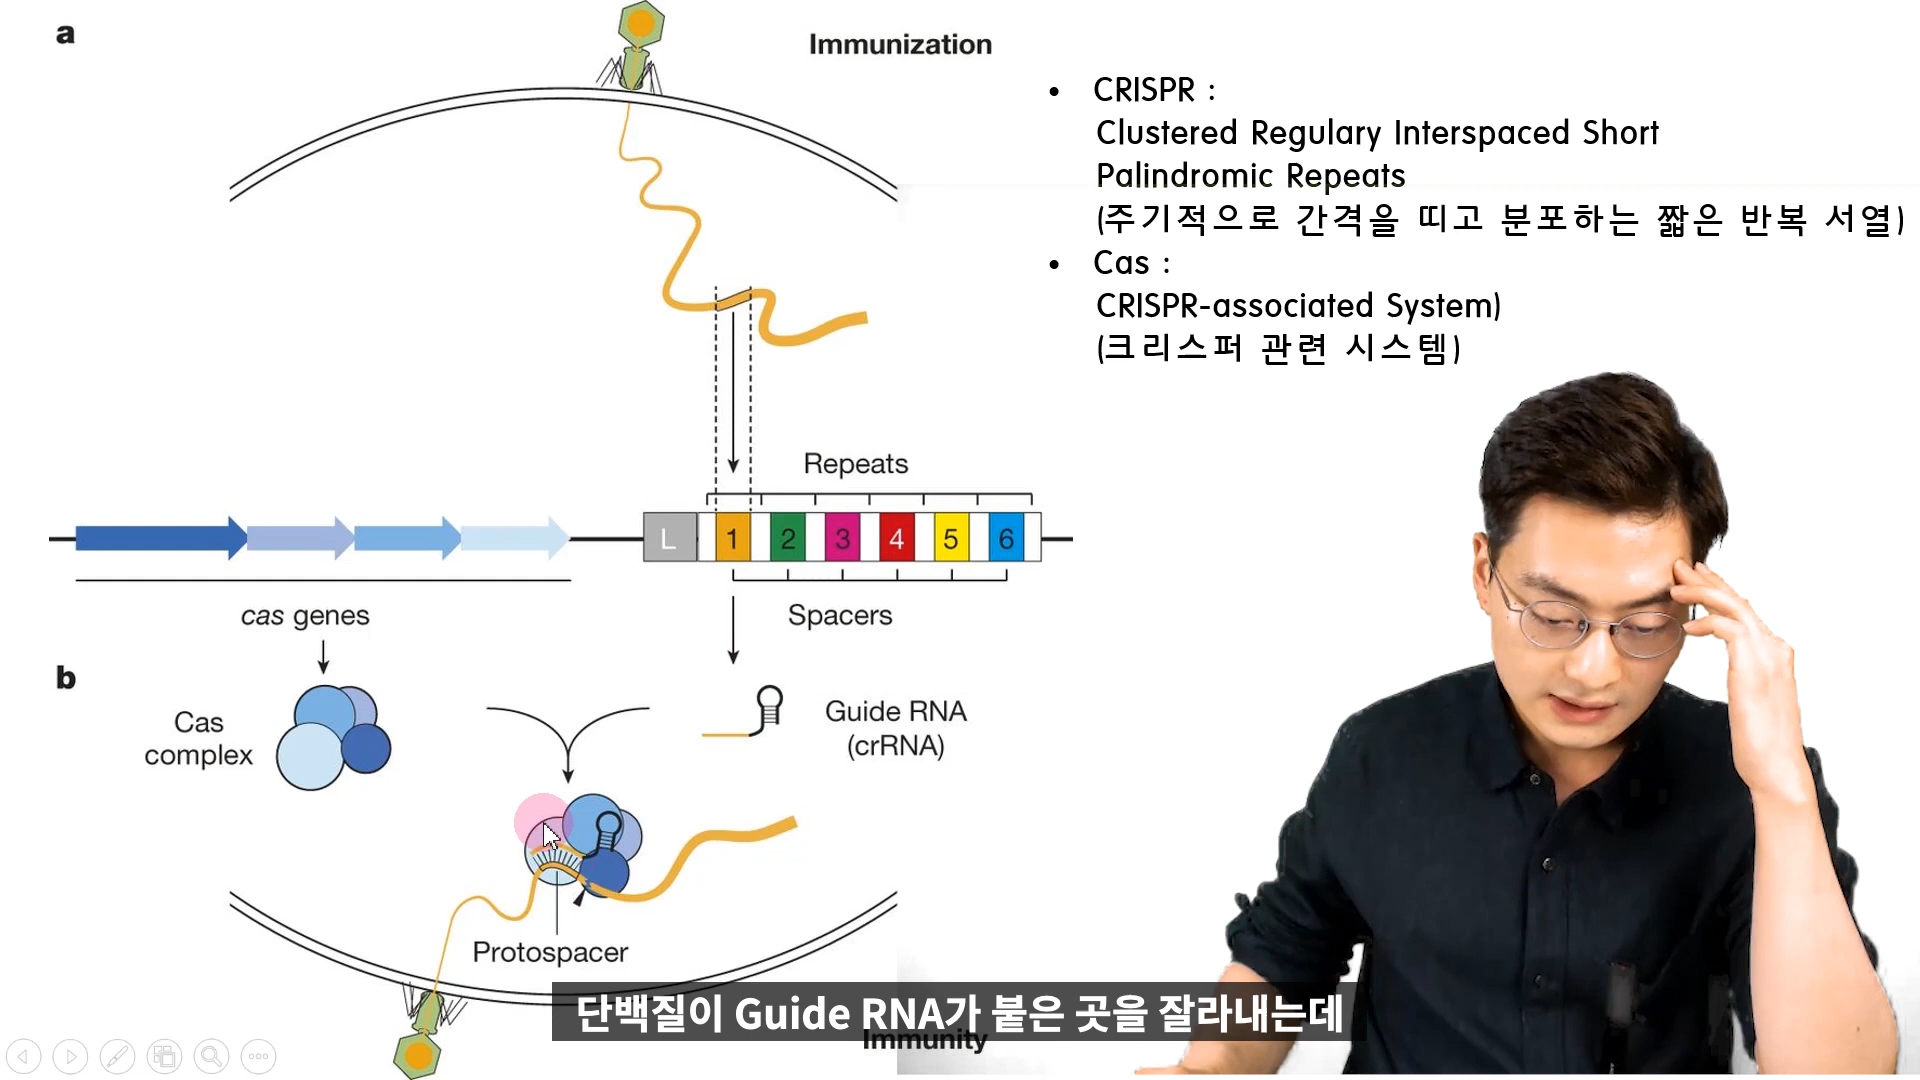 a
Immunization
• CRISPR :
Clustered Regulary Interspaced Short
Palindromic Repeats
(주기적으로 간격을 띠고 분포하는 짧은 반복 서열)
• Cas :
CRISPR-associated System)
(크리스퍼 관련 시스템)
Repeats
L 1 2 3 4 5 6
cas genes
Spacers
b
Cas
complex
Guide RNA
(crRNA)
Protospacer
단백질이 Guide RNA가 붙은 곳을 잘라내는데
Immunity